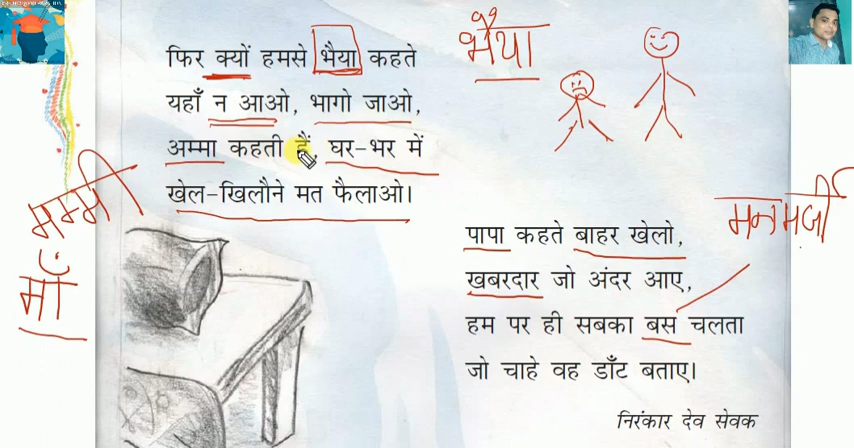 फिर क्यों हमसे भैया कहते
यहाँ न आओ, भागो जाओ,
अम्मा कहती हैं घर-भर में
खेल-खिलौने मत फैलाओ।
भैया
मम्मी
माँ
पापा कहते बाहर खेलो,
खबरदार जो अंदर आए,
हम पर ही सबका बस चलता
जो चाहे वह डाँट बताए।
निरंकार देव सेवक
मनमर्जी